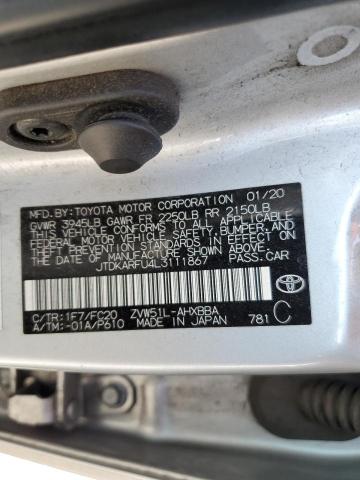 MFD.BY:TOYOTA MOTOR CORPORATION 01/20
GVWR 3945LB GAWR FR 2250LB RR 2150LB
THIS VEHICLE CONFORMS TO ALL APPLICABLE
FEDERAL MOTOR VEHICLE SAFETY, BUMPER, AND
THEFT PREVENTION STANDARDS IN EFFECT ON
THE DATE OF MANUFACTURE SHOWN ABOVE.
JTDKARFU4L3111867 PASS.CAR
C/TR:1F7/FC20 ZVW51L-AHXBBA
A/TM:-01A/P610 MADE IN JAPAN 781 C